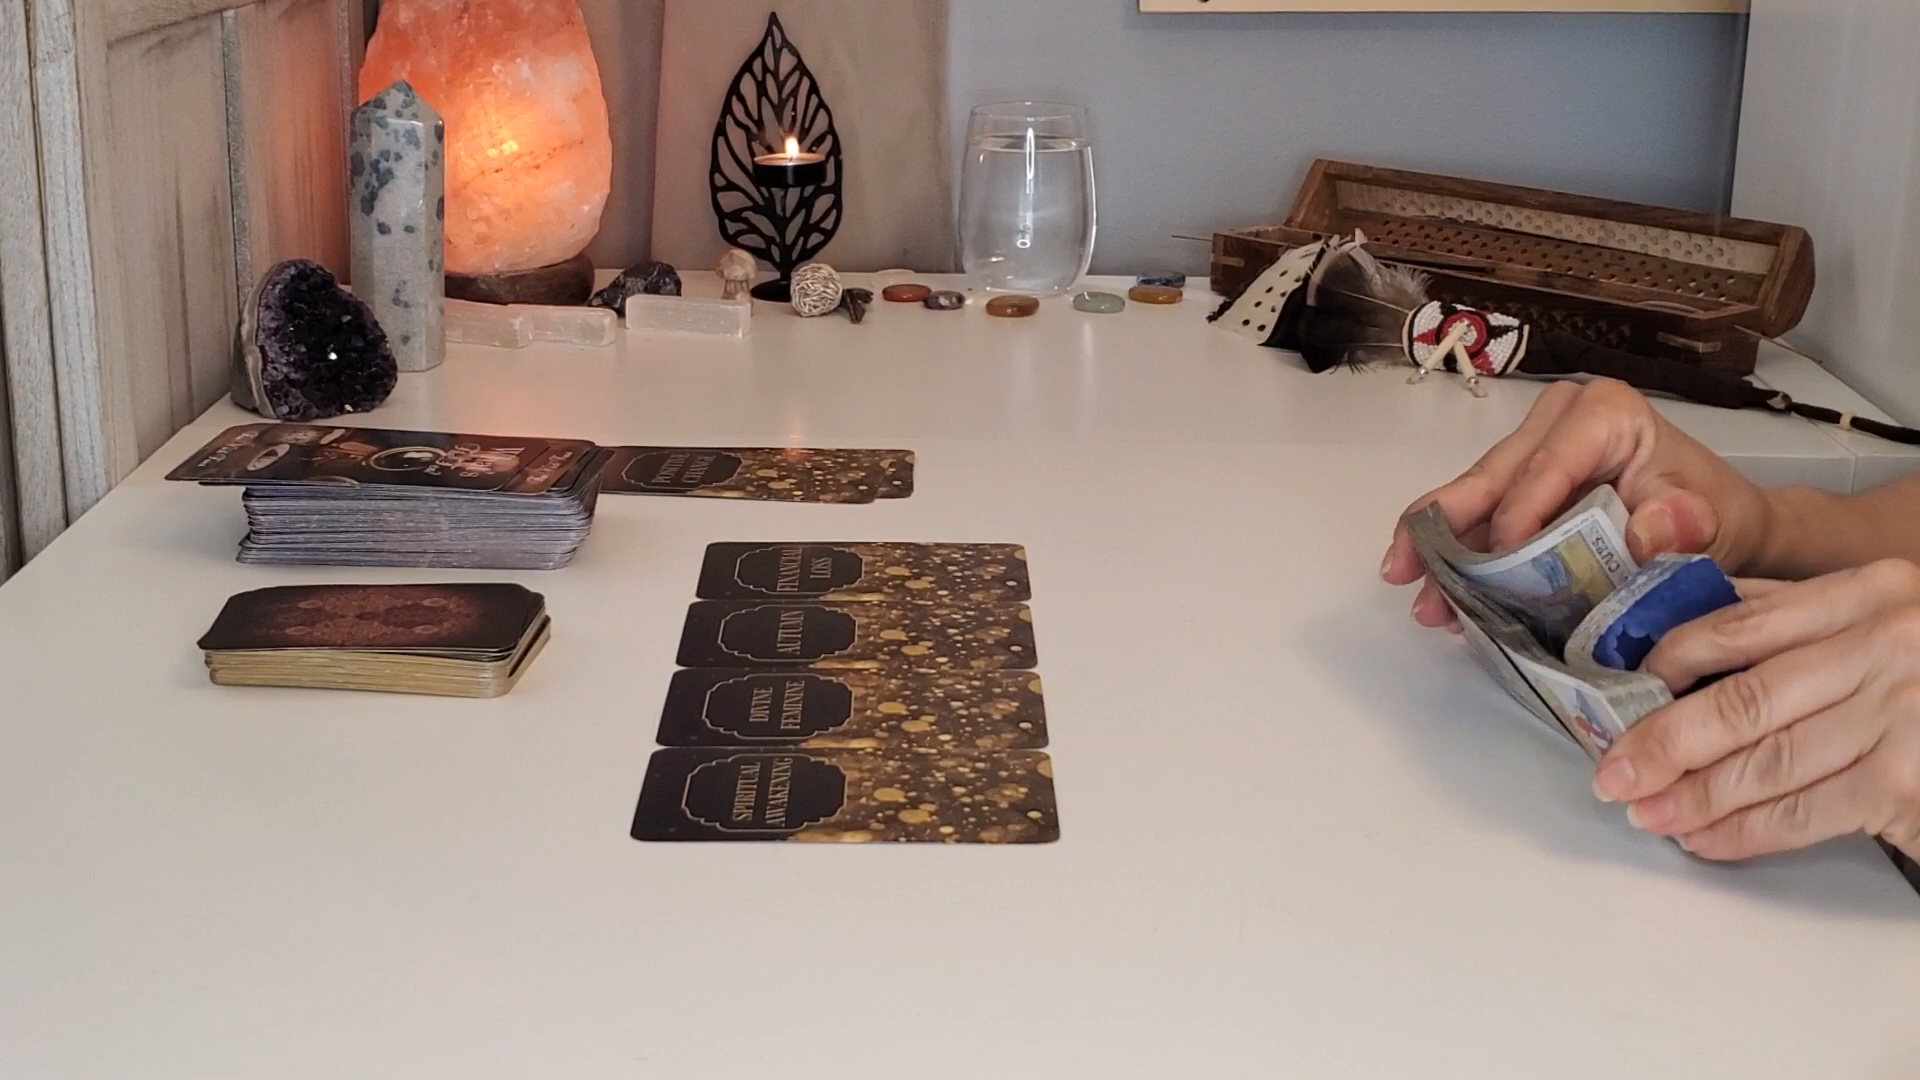 POSITIVE
CHANGE
FINANCIAL
LOSS
AUTUMN
DIVINE
FEMININE
SPIRITUAL
AWAKENING
CUPS.